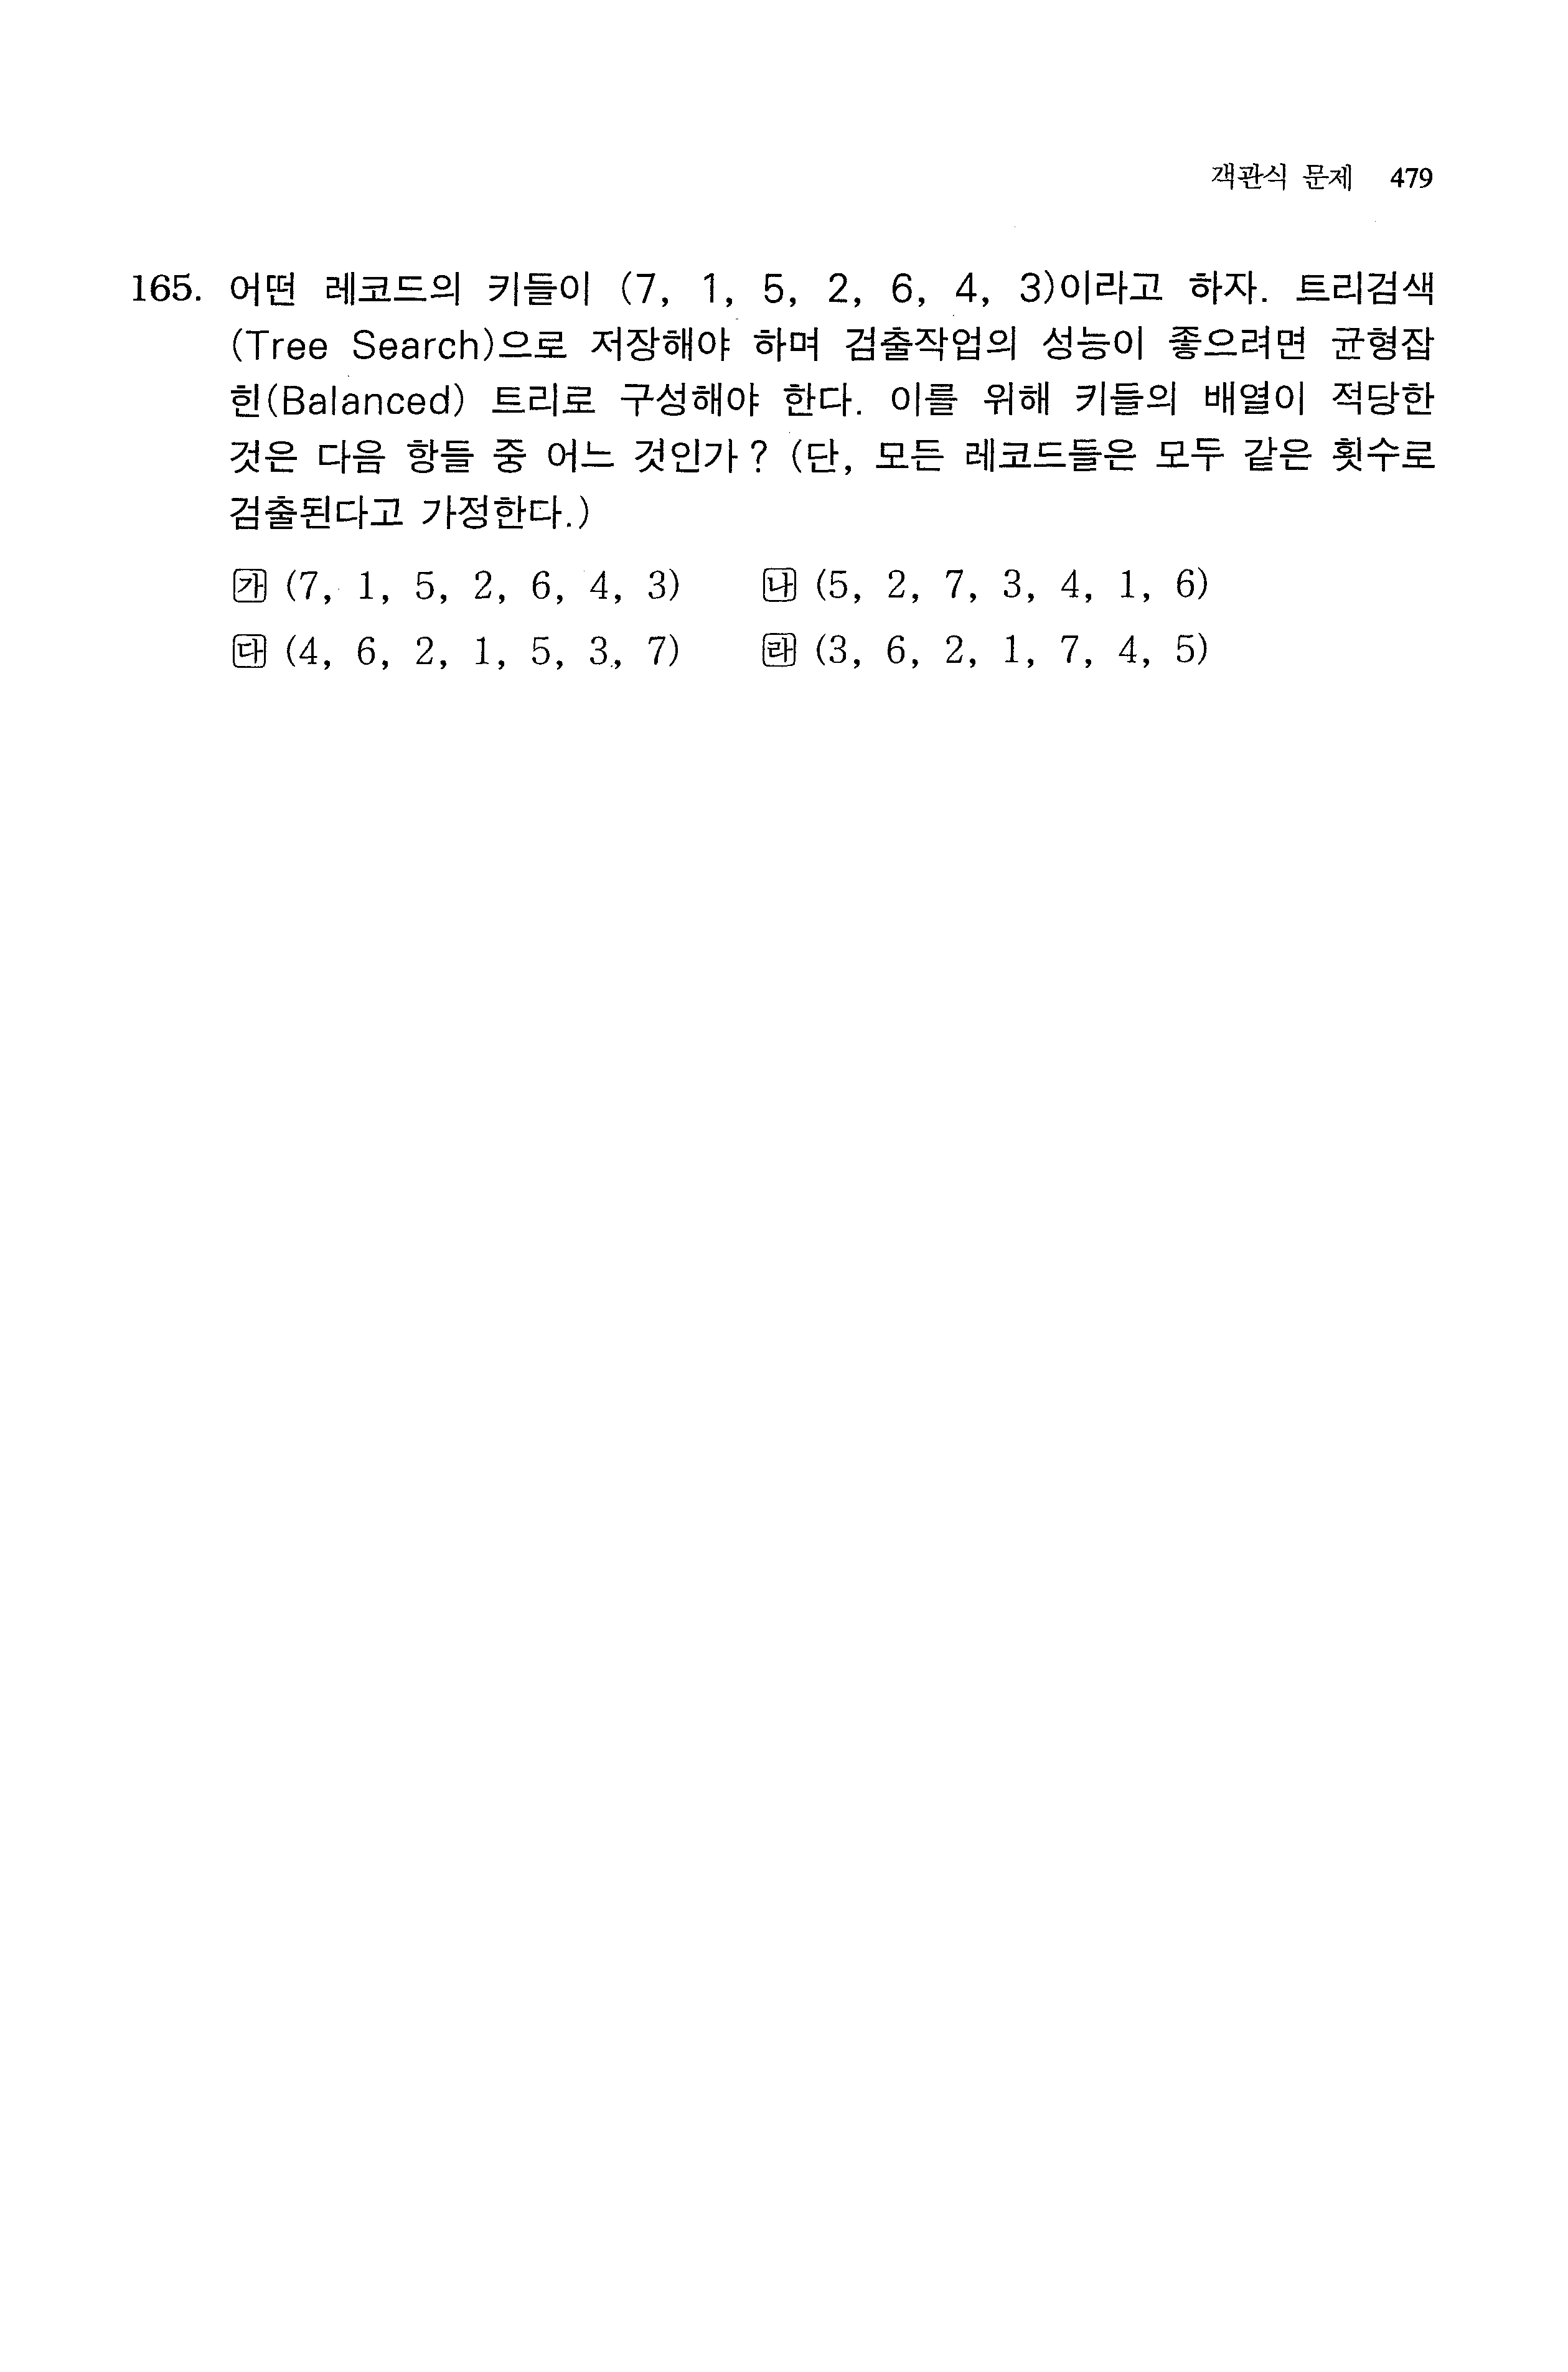 객관식 문제 479
165. 어떤 레코드의 키들이 (7, 1, 5, 2, 6, 4, 3)이라고 하자. 트리검색
(Tree Search)으로 저장해야 하며 검출작업의 성능이 좋으려면 균형잡
힌(Balanced) 트리로 구성해야 한다. 이를 위해 키들의 배열이 적당한
것은 다음 항들 중 어느 것인가? (단, 모든 레코드들은 모두 같은 횟수로
검출된다고 가정한다.)
㉮ (7, 1, 5, 2, 6, 4, 3) ㉯ (5, 2, 7, 3, 4, 1, 6)
㉰ (4, 6, 2, 1, 5, 3, 7) ㉱ (3, 6, 2, 1, 7, 4, 5)